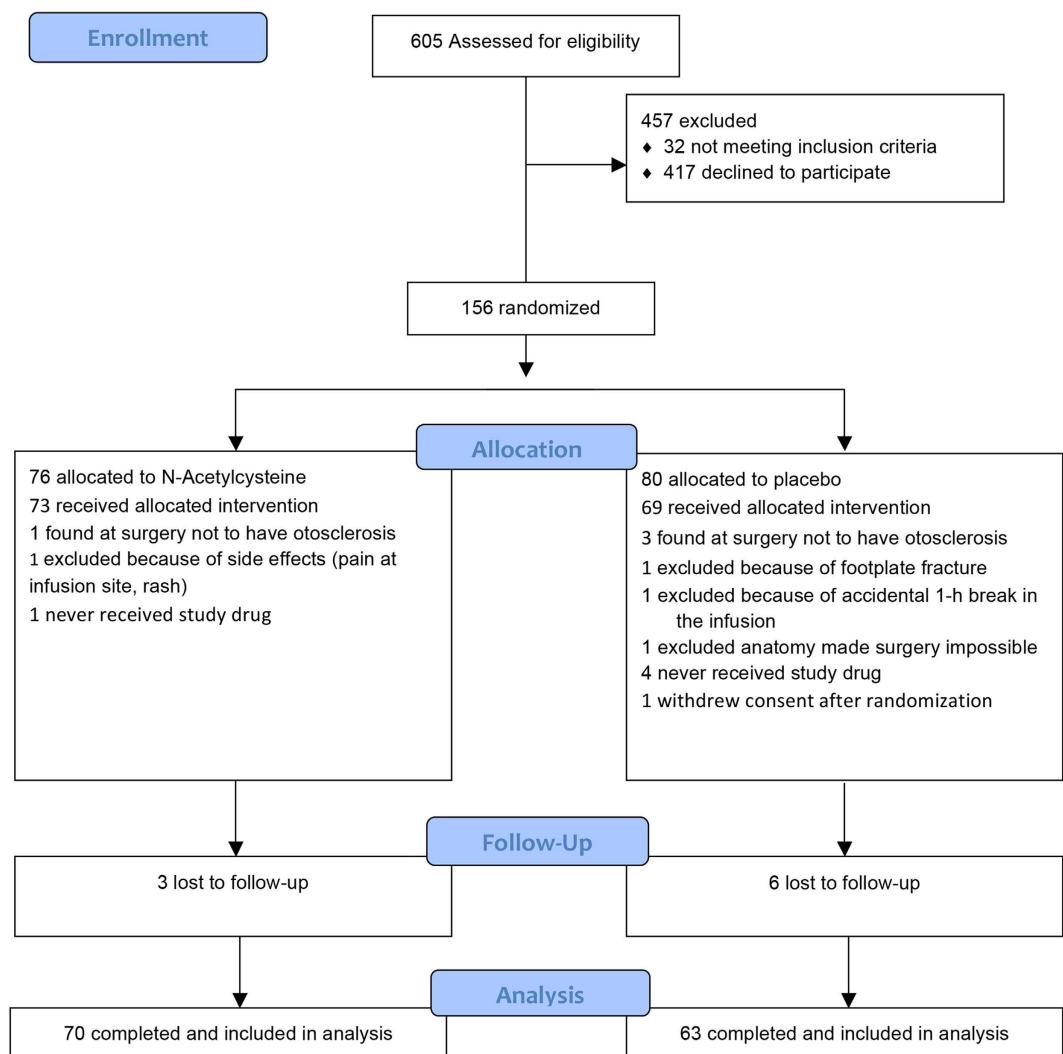 Enrollment
605 Assessed for eligibility
457 excluded
♦ 32 not meeting inclusion criteria
♦ 417 declined to participate
156 randomized
Allocation
76 allocated to N-Acetylcysteine
73 received allocated intervention
1 found at surgery not to have otosclerosis
1 excluded because of side effects (pain at
infusion site, rash)
1 never received study drug
80 allocated to placebo
69 received allocated intervention
3 found at surgery not to have otosclerosis
1 excluded because of footplate fracture
1 excluded because of accidental 1-h break in
the infusion
1 excluded anatomy made surgery impossible
4 never received study drug
1 withdrew consent after randomization
Follow-Up
3 lost to follow-up
6 lost to follow-up
Analysis
70 completed and included in analysis
63 completed and included in analysis